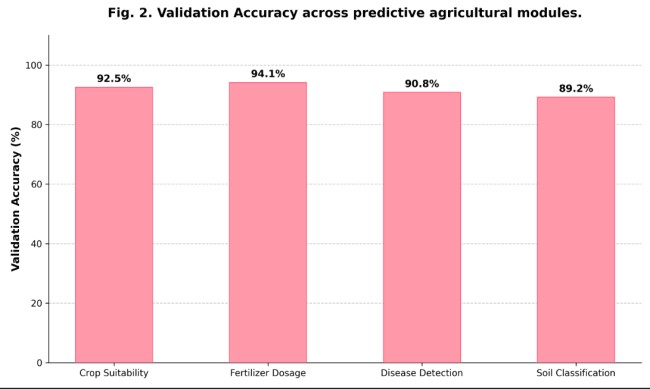 Fig. 2. Validation Accuracy across predictive agricultural modules.
Validation Accuracy (%)
100
80
60
40
20
0
92.5%
94.1%
90.8%
89.2%
Crop Suitability
Fertilizer Dosage
Disease Detection
Soil Classification